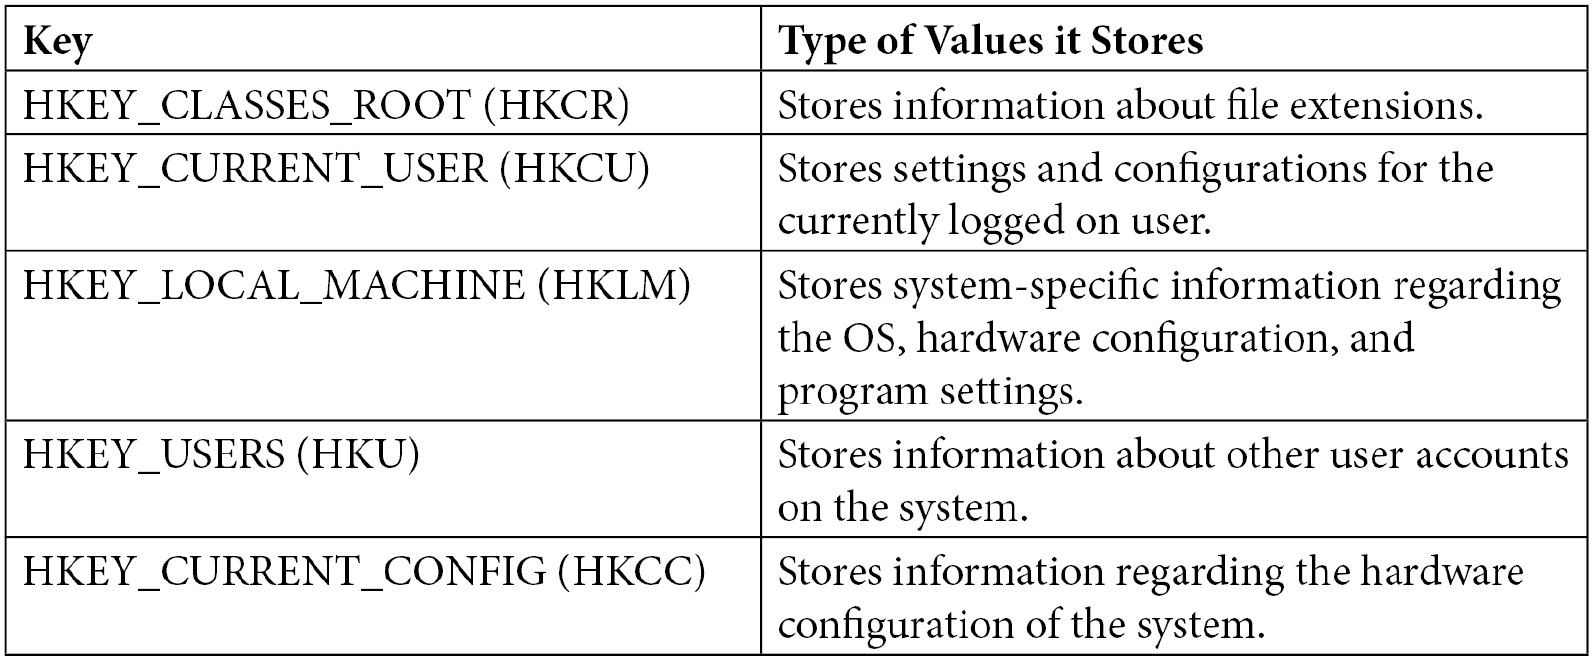 Key
Type of Values it Stores
HKEY_CLASSES_ROOT (HKCR)
Stores information about file extensions.
HKEY_CURRENT_USER (HKCU)
Stores settings and configurations for the
currently logged on user.
HKEY_LOCAL_MACHINE (HKLM)
Stores system-specific information regarding
the OS, hardware configuration, and
program settings.
HKEY_USERS (HKU)
Stores information about other user accounts
on the system.
HKEY_CURRENT_CONFIG (HKCC)
Stores information regarding the hardware
configuration of the system.